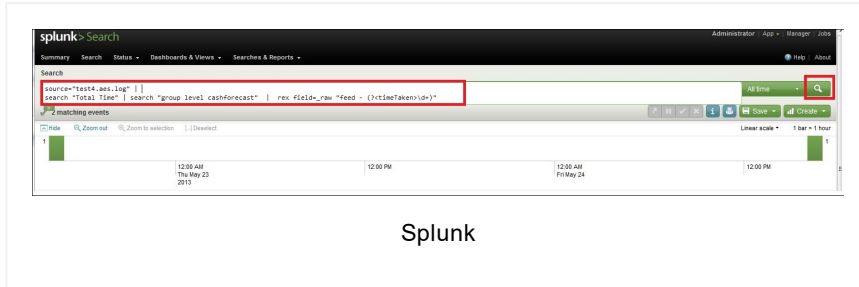 splunk> Search
Administrator | App | Manager | Jobs
Summary Search Status Dashboards & Views Searches & Reports
Help | About
Search
source="test4.aes.log" | |
search "Total Time" | search "group level cashforecast" | rex field=_raw "feed - (?<timeTaken>\d+)"
All time
2 matching events
Save Create
Hide Zoom out Zoom to selection [...] Deselect
Linear scale 1 bar = 1 hour
1 1
12:00 AM 12:00 PM 12:00 AM 12:00 PM
Thu May 23 Fri May 24
2013
Splunk